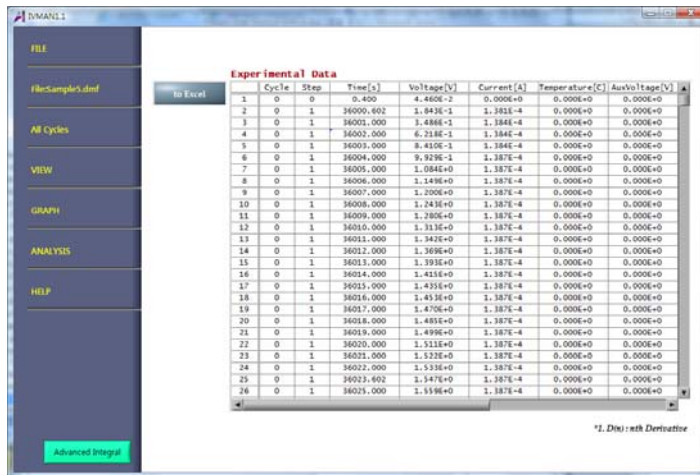 IVMAN1.1
FILE
File:Sample5.dmf
All Cycles
VIEW
GRAPH
ANALYSIS
HELP
Advanced Integral
to Excel
Experimental Data
Cycle Step Time[s] Voltage[V] Current[A] Temperature[C] AuxVoltage[V]
1 0 0 0.400 4.460E-2 0.000E+0 0.000E+0 0.000E+0
2 0 1 36000.602 1.843E-1 1.381E-4 0.000E+0 0.000E+0
3 0 1 36001.000 3.486E-1 1.384E-4 0.000E+0 0.000E+0
4 0 1 36002.000 6.218E-1 1.384E-4 0.000E+0 0.000E+0
5 0 1 36003.000 8.410E-1 1.384E-4 0.000E+0 0.000E+0
6 0 1 36004.000 9.929E-1 1.387E-4 0.000E+0 0.000E+0
7 0 1 36005.000 1.084E+0 1.387E-4 0.000E+0 0.000E+0
8 0 1 36006.000 1.149E+0 1.387E-4 0.000E+0 0.000E+0
9 0 1 36007.000 1.200E+0 1.387E-4 0.000E+0 0.000E+0
10 0 1 36008.000 1.243E+0 1.387E-4 0.000E+0 0.000E+0
11 0 1 36009.000 1.280E+0 1.387E-4 0.000E+0 0.000E+0
12 0 1 36010.000 1.313E+0 1.387E-4 0.000E+0 0.000E+0
13 0 1 36011.000 1.342E+0 1.387E-4 0.000E+0 0.000E+0
14 0 1 36012.000 1.369E+0 1.387E-4 0.000E+0 0.000E+0
15 0 1 36013.000 1.393E+0 1.387E-4 0.000E+0 0.000E+0
16 0 1 36014.000 1.415E+0 1.387E-4 0.000E+0 0.000E+0
17 0 1 36015.000 1.435E+0 1.387E-4 0.000E+0 0.000E+0
18 0 1 36016.000 1.453E+0 1.387E-4 0.000E+0 0.000E+0
19 0 1 36017.000 1.470E+0 1.387E-4 0.000E+0 0.000E+0
20 0 1 36018.000 1.485E+0 1.387E-4 0.000E+0 0.000E+0
21 0 1 36019.000 1.499E+0 1.387E-4 0.000E+0 0.000E+0
22 0 1 36020.000 1.511E+0 1.387E-4 0.000E+0 0.000E+0
23 0 1 36021.000 1.522E+0 1.387E-4 0.000E+0 0.000E+0
24 0 1 36022.000 1.533E+0 1.387E-4 0.000E+0 0.000E+0
25 0 1 36023.602 1.547E+0 1.387E-4 0.000E+0 0.000E+0
26 0 1 36025.000 1.559E+0 1.387E-4 0.000E+0 0.000E+0
*1. D(n) : nth Derivative